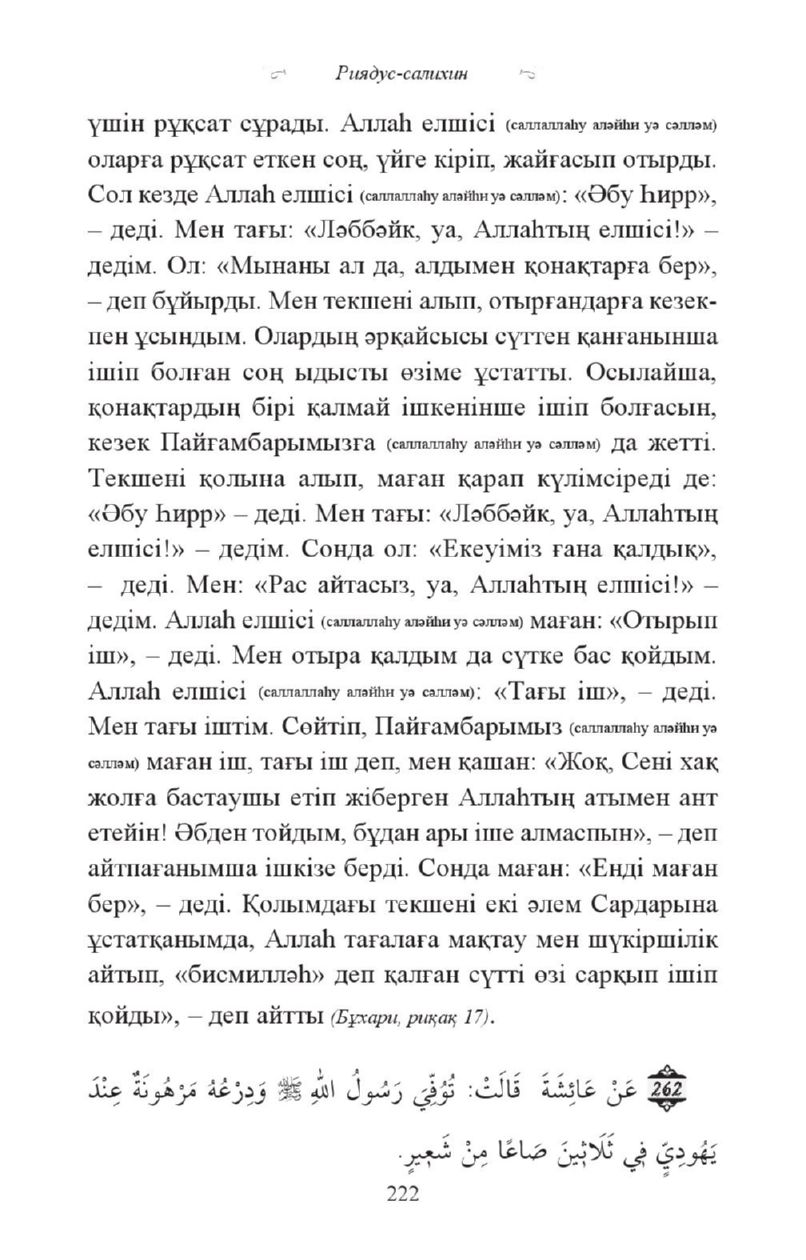 Риядус-салихин
үшін рұқсат сұрады. Аллаһ елшісі (саллаллаһу аләйһи уә сәлләм)
оларға рұқсат еткен соң, үйге кіріп, жайғасып отырды.
Сол кезде Аллаһ елшісі (саллаллаһу аләйһи уә сәлләм): «Әбу Һирр»,
– деді. Мен тағы: «Ләббәйк, уа, Аллаһтың елшісі!» –
дедім. Ол: «Мынаны ал да, алдымен қонақтарға бер»,
– деп бұйырды. Мен текшені алып, отырғандарға кезек-
пен ұсындым. Олардың әрқайсысы сүттен қанғанынша
ішіп болған соң ыдысты өзіме ұстатты. Осылайша,
қонақтардың бірі қалмай ішкенінше ішіп болғасын,
кезек Пайғамбарымызға (саллаллаһу аләйһи уә сәлләм) да жетті.
Текшені қолына алып, маған қарап күлімсіреді де:
«Әбу Һирр» – деді. Мен тағы: «Ләббәйк, уа, Аллаһтың
елшісі!» – дедім. Сонда ол: «Екеуіміз ғана қалдық»,
– деді. Мен: «Рас айтасыз, уа, Аллаһтың елшісі!» –
дедім. Аллаһ елшісі (саллаллаһу аләйһи уә сәлләм) маған: «Отырып
іш», – деді. Мен отыра қалдым да сүтке бас қойдым.
Аллаһ елшісі (саллаллаһу аләйһи уә сәлләм): «Тағы іш», – деді.
Мен тағы іштім. Сөйтіп, Пайғамбарымыз (саллаллаһу аләйһи уә
сәлләм) маған іш, тағы іш деп, мен қашан: «Жоқ, Сені хақ
жолға бастаушы етіп жіберген Аллаһтың атымен ант
етейін! Әбден тойдым, бұдан ары іше алмаспын», – деп
айтпағанымша ішкізе берді. Сонда маған: «Енді маған
бер», – деді. Қолымдағы текшені екі әлем Сардарына
ұстатқанымда, Аллаһ тағалаға мақтау мен шүкіршілік
айтып, «бисмилләһ» деп қалған сүтті өзі сарқып ішіп
қойды», – деп айтты (Бұхари, риқақ 17).
262 عَنْ عَائِشَةَ قَالَتْ: تُوُفِّيَ رَسُولُ اللهِ ﷺ وَدِرْعُهُ مَرْهُونَةٌ عِنْدَ
يَهُودِيٍّ فِي ثَلَاثِينَ صَاعًا مِنْ شَعِيرٍ.
222